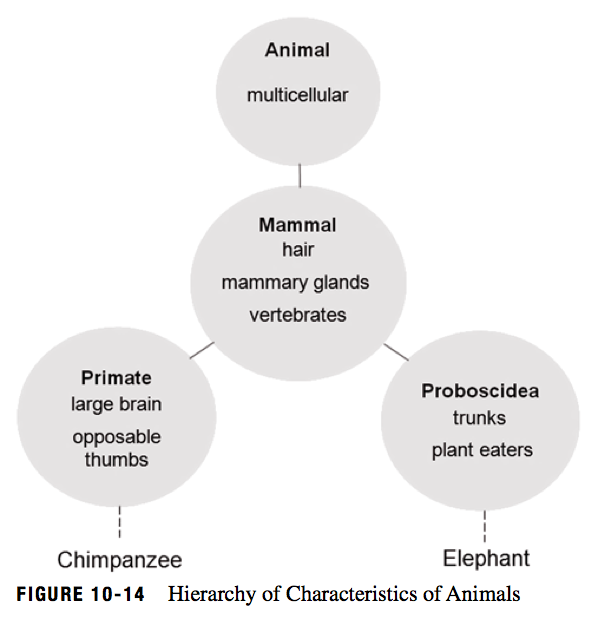 Animal
multicellular
Mammal
hair
mammary glands
vertebrates
Primate
large brain
opposable
thumbs
Proboscidea
trunks
plant eaters
Chimpanzee
Elephant
FIGURE 10-14 Hierarchy of Characteristics of Animals